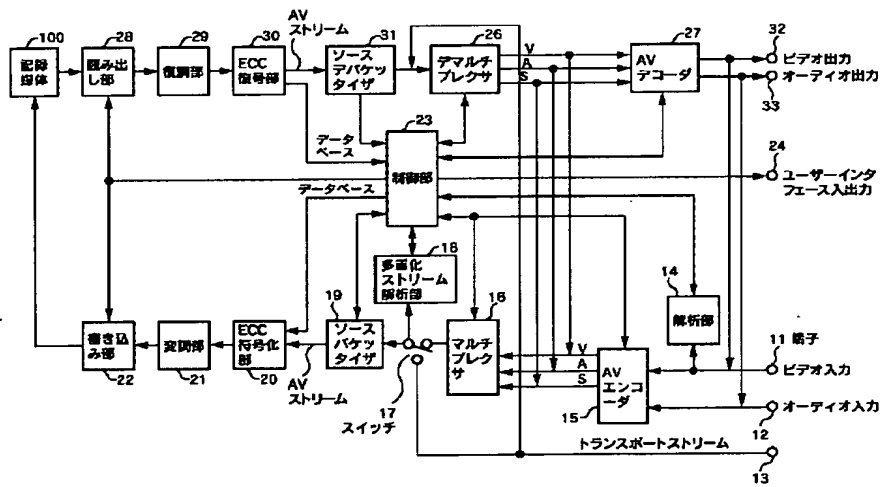 AV
ストリーム
100
28
29
30
31
26
27
32
記録
媒体
読み出
し部
復調部
ECC
復号部
ソース
デパケッ
タイザ
デマルチ
プレクサ
V
A
S
AV
デコーダ
ビデオ出力
オーディオ出力
33
データ
ベース
23
制御部
24
ユーザーインタ
フェース入出力
データベース
18
多重化
ストリーム
解析部
14
解析部
19
16
書き込
み部
変調部
ECC
符号化
部
ソース
パケッ
タイザ
マルチ
プレク
サ
V
A
S
AV
エンコ
ーダ
11 端子
ビデオ入力
22
21
20
AV
ストリーム
17
スイッチ
15
オーディオ入力
12
トランスポートストリーム
13